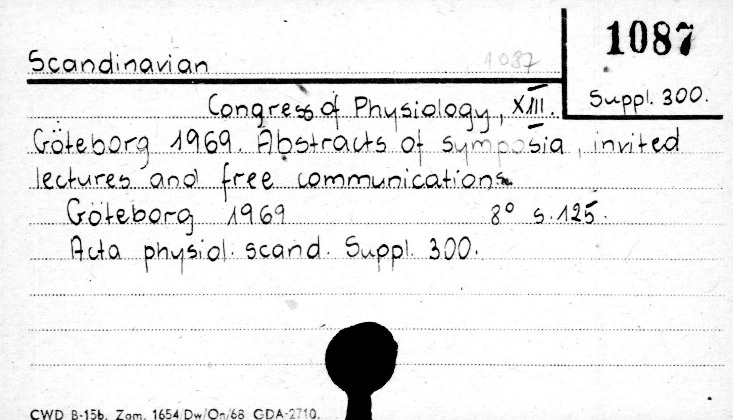 1087
Scandinavian 1087
Suppl. 300.
Congress of Physiology, XIII.
Göteborg 1969. Abstracts of symposia, invited
lectures and free communications
Göteborg 1969 8° s.125.
Acta physiol. scand. Suppl. 300.
CWD B-15b. Zam. 1654/Dw/On/68 GDA-2710.